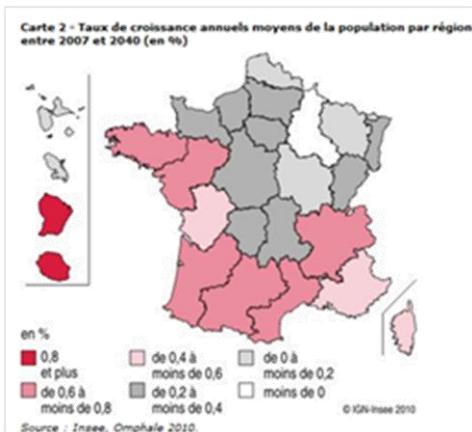 Carte 2 - Taux de croissance annuels moyens de la population par région
entre 2007 et 2040 (en %)
en %
0,8
et plus
de 0,6 à
moins de 0,8
de 0,4 à
moins de 0,6
de 0,2 à
moins de 0,4
de 0 à
moins de 0,2
moins de 0
© IGN-Insee 2010
Source : Insee, Omphale 2010.